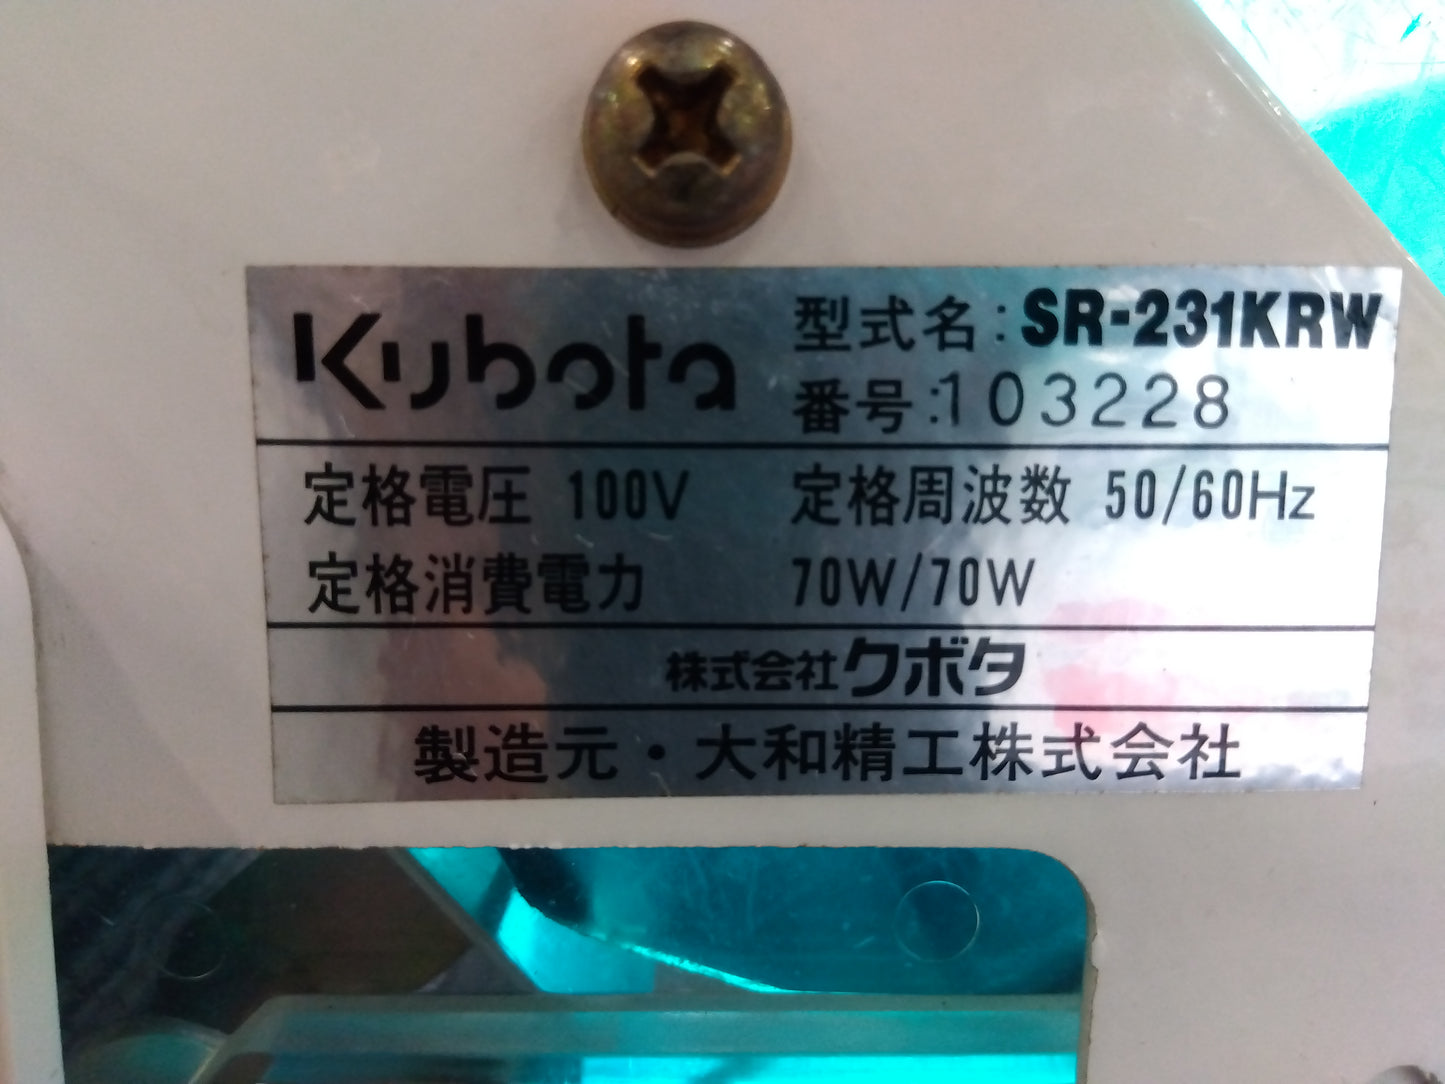 Kubota
型式名:SR-231KRW
番号:103228
定格電圧 100V 定格周波数 50/60Hz
定格消費電力 70W/70W
株式会社クボタ
製造元・大和精工株式会社